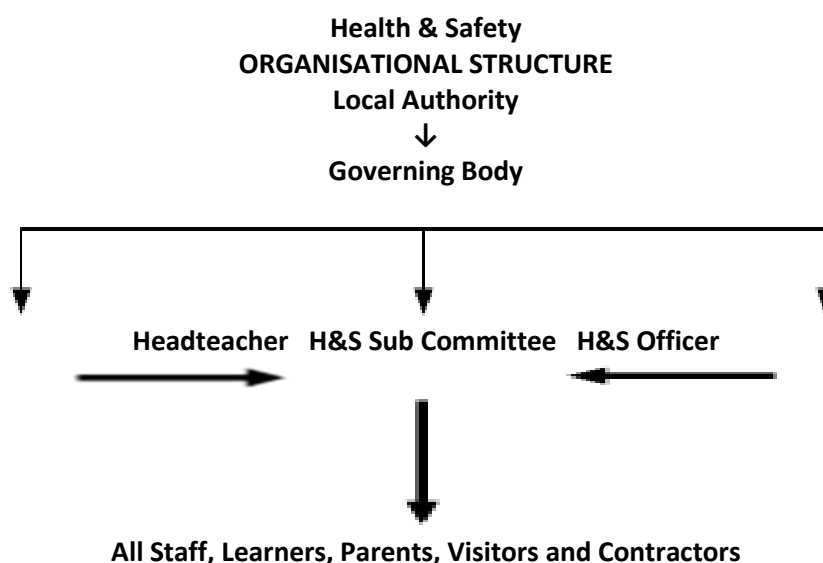 Health & Safety
ORGANISATIONAL STRUCTURE
Local Authority
↓
Governing Body
Headteacher H&S Sub Committee H&S Officer
All Staff, Learners, Parents, Visitors and Contractors